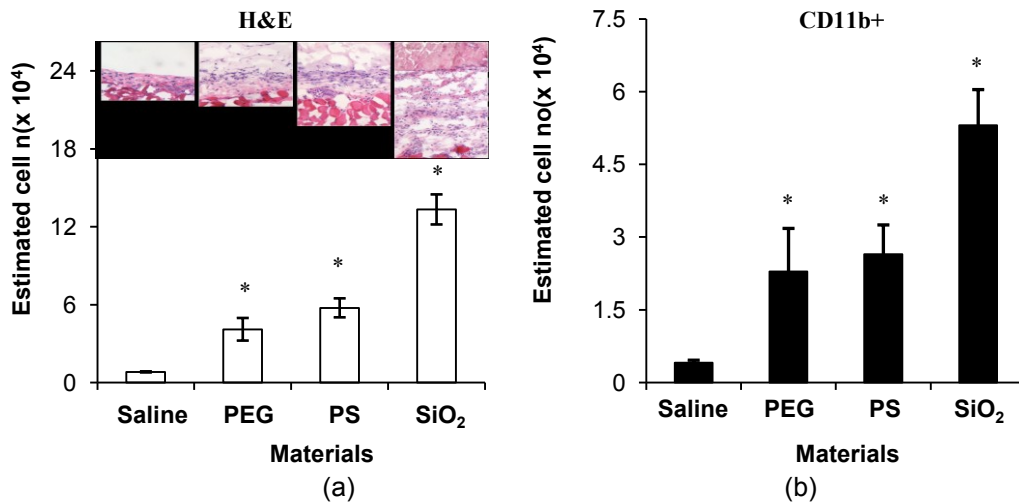 H&E
Estimated cell n(x 10⁴)
24
18
12
6
0
*
*
*
Saline PEG PS SiO₂
Materials
(a)
CD11b+
Estimated cell no(x 10⁴)
7.5
6
4.5
3
1.5
0
*
*
*
Saline PEG PS SiO₂
Materials
(b)